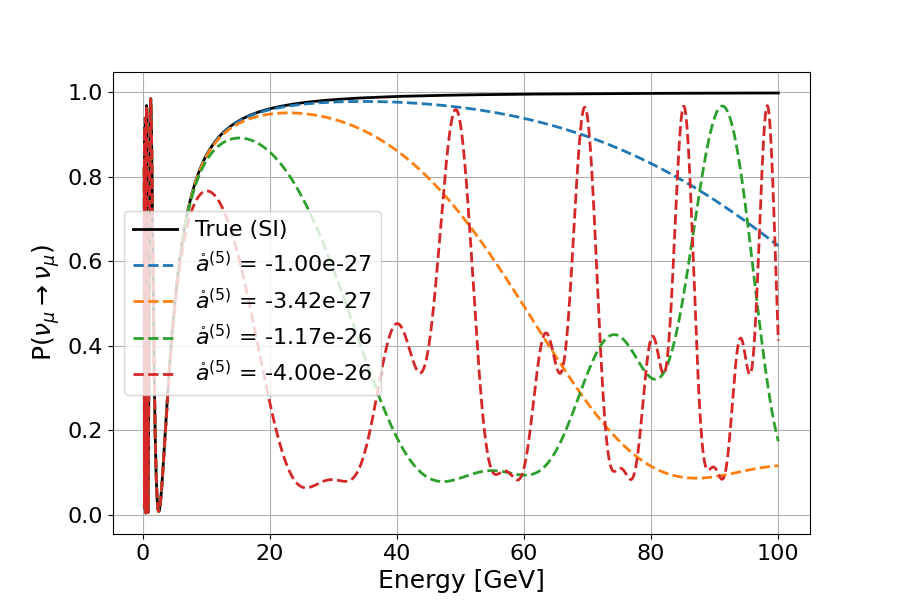 1.0
0.8
0.6
0.4
0.2
0.0
P(νμ → νμ)
True (SI)
å⁽⁵⁾ = -1.00e-27
å⁽⁵⁾ = -3.42e-27
å⁽⁵⁾ = -1.17e-26
å⁽⁵⁾ = -4.00e-26
0 20 40 60 80 100
Energy [GeV]